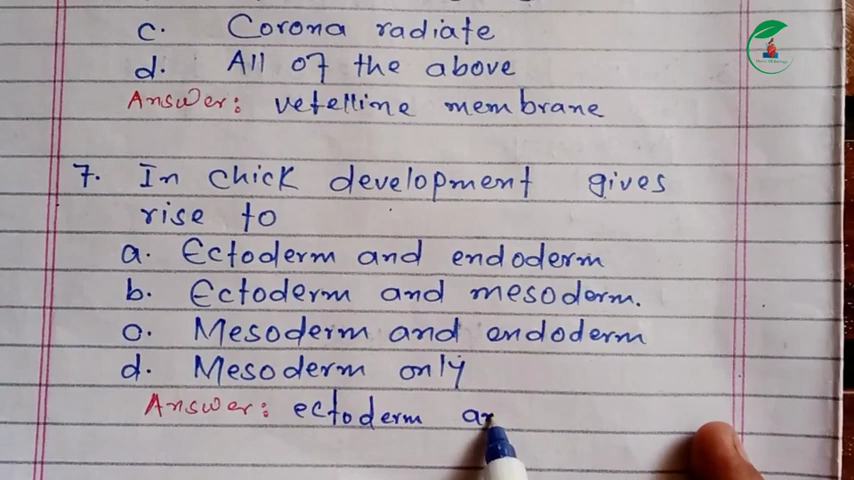 c. Corona radiate
d. All of the above
Answer: vetelline membrane
7. In chick development gives
rise to
a. Ectoderm and endoderm
b. Ectoderm and mesoderm.
c. Mesoderm and endoderm
d. Mesoderm only
Answer: ectoderm an